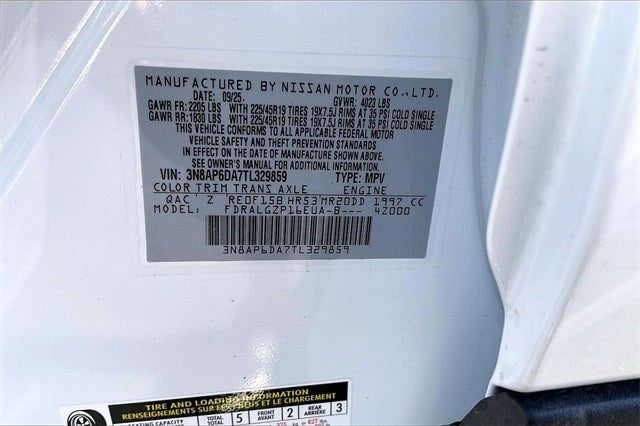 MANUFACTURED BY NISSAN MOTOR CO.,LTD.
DATE: 09/25 GVWR: 4023 LBS
GAWR FR: 2205 LBS WITH 225/45R19 TIRES 19X7.5J RIMS AT 35 PSI COLD SINGLE
GAWR RR: 1830 LBS WITH 225/45R19 TIRES 19X7.5J RIMS AT 35 PSI COLD SINGLE
THIS VEHICLE CONFORMS TO ALL APPLICABLE FEDERAL MOTOR
VEHICLE SAFETY AND THEFT PREVENTION STANDARDS
IN EFFECT ON THE DATE OF MANUFACTURE SHOWN ABOVE.
SEE OWNER'S MANUAL FOR ADDITIONAL INFORMATION.
VIN: 3N8AP6DA7TL329859 TYPE: MPV
COLOR TRIM TRANS AXLE ENGINE
QAC Z RE0F15B HR53 MR20DD 1997 CC
MODEL: FDRALGZP16EUA-B--- 42000
3N8AP6DA7TL329859
TIRE AND LOADING INFORMATION
RENSEIGNEMENTS SUR LES PNEUS ET LE CHARGEMENT
SEATING CAPACITY TOTAL 5 FRONT 2 REAR 3
TOTAL AVANT ARRIÈRE